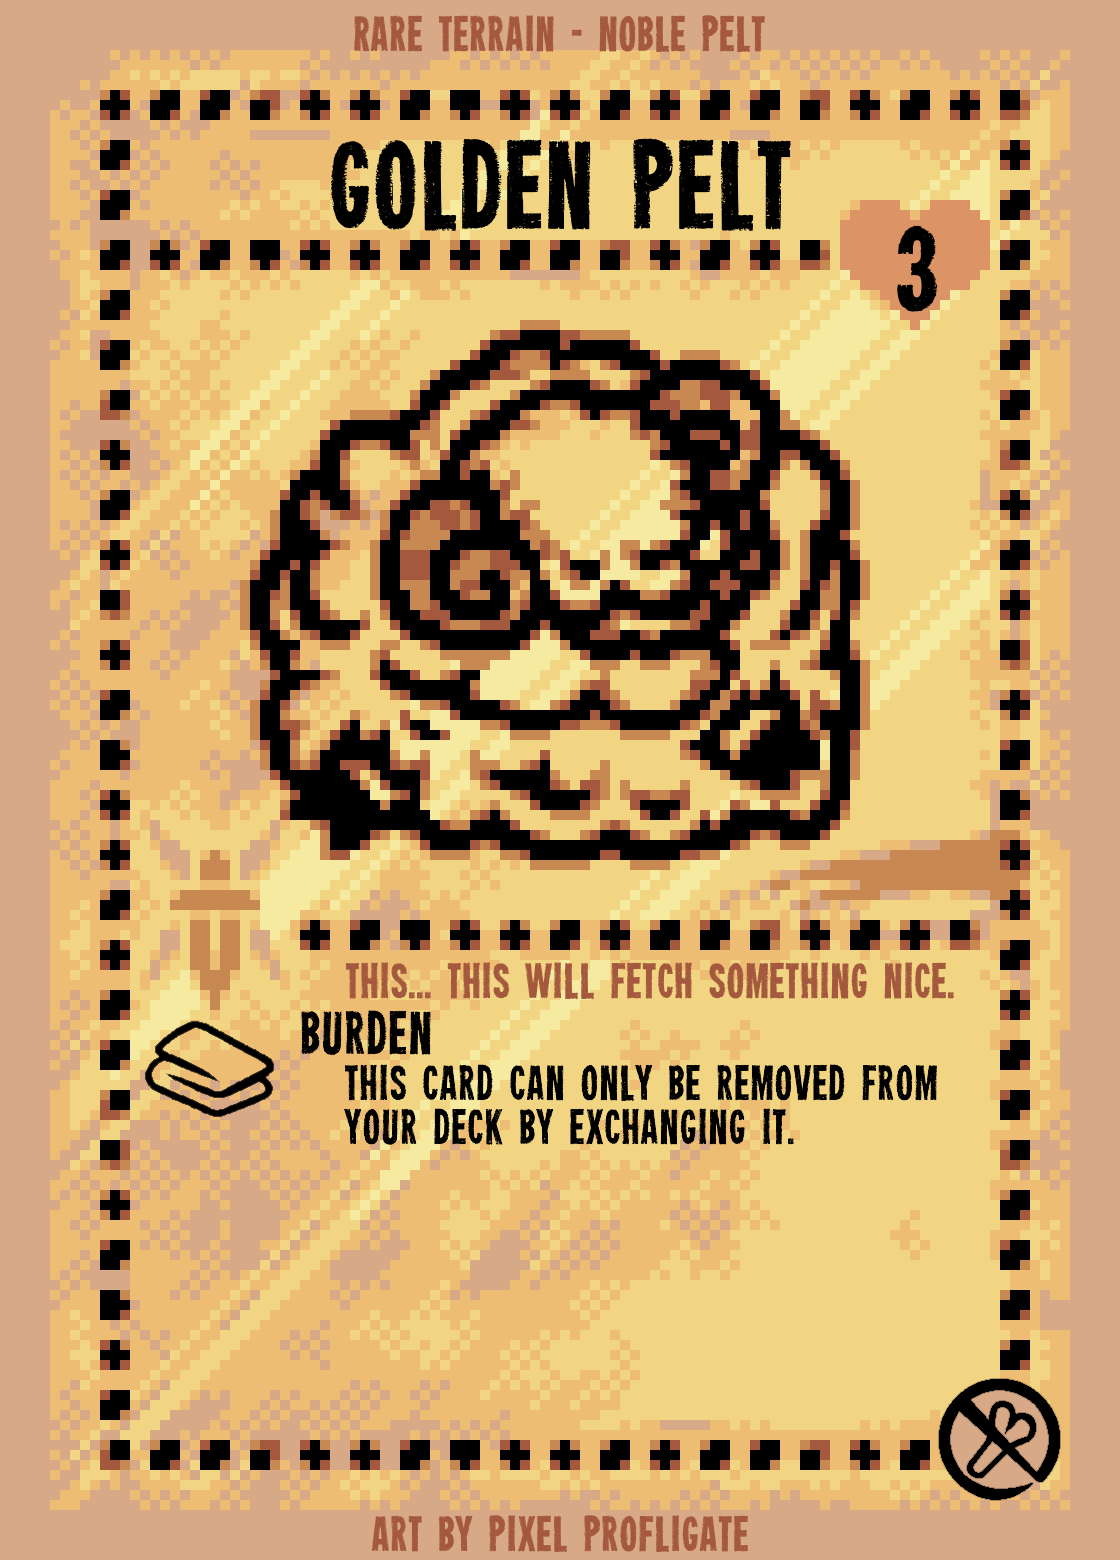 RARE TERRAIN - NOBLE PELT
GOLDEN PELT
3
THIS... THIS WILL FETCH SOMETHING NICE.
BURDEN
THIS CARD CAN ONLY BE REMOVED FROM
YOUR DECK BY EXCHANGING IT.
ART BY PIXEL PROFLIGATE